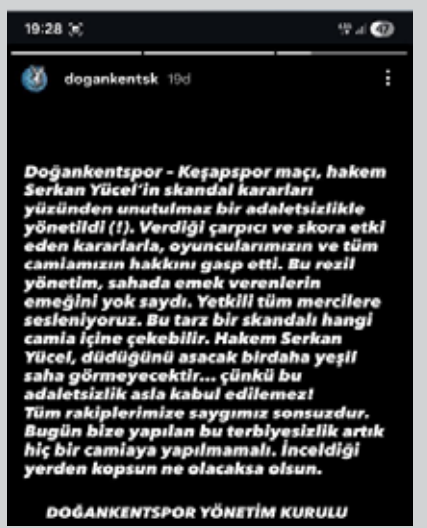 19:28
47
dogankentsk 19d
Doğankentspor - Keşapspor maçı, hakem
Serkan Yücel'in skandal kararları
yüzünden unutulmaz bir adaletsizlikle
yönetildi (!). Verdiği çarpıcı ve skora etki
eden kararlarla, oyuncularımızın ve tüm
camiamızın hakkını gasp etti. Bu rezil
yönetim, sahada emek verenlerin
emeğini yok saydı. Yetkili tüm mercilere
sesleniyoruz. Bu tarz bir skandalı hangi
camia içine çekebilir. Hakem Serkan
Yücel, düdüğünü asacak birdaha yeşil
saha görmeyecektir... çünkü bu
adaletsizlik asla kabul edilemez!
Tüm rakiplerimize saygımız sonsuzdur.
Bugün bize yapılan bu terbiyesizlik artık
hiç bir camiaya yapılmamalı. İnceldiği
yerden kopsun ne olacaksa olsun.
DOĞANKENTSPOR YÖNETİM KURULU